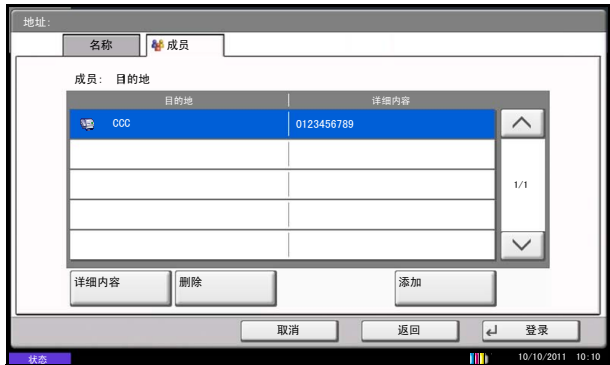 地址:
名称 成员
成员: 目的地
目的地 详细内容
CCC 0123456789
1/1
详细内容 删除 添加
取消 返回 登录
状态 10/10/2011 10:10